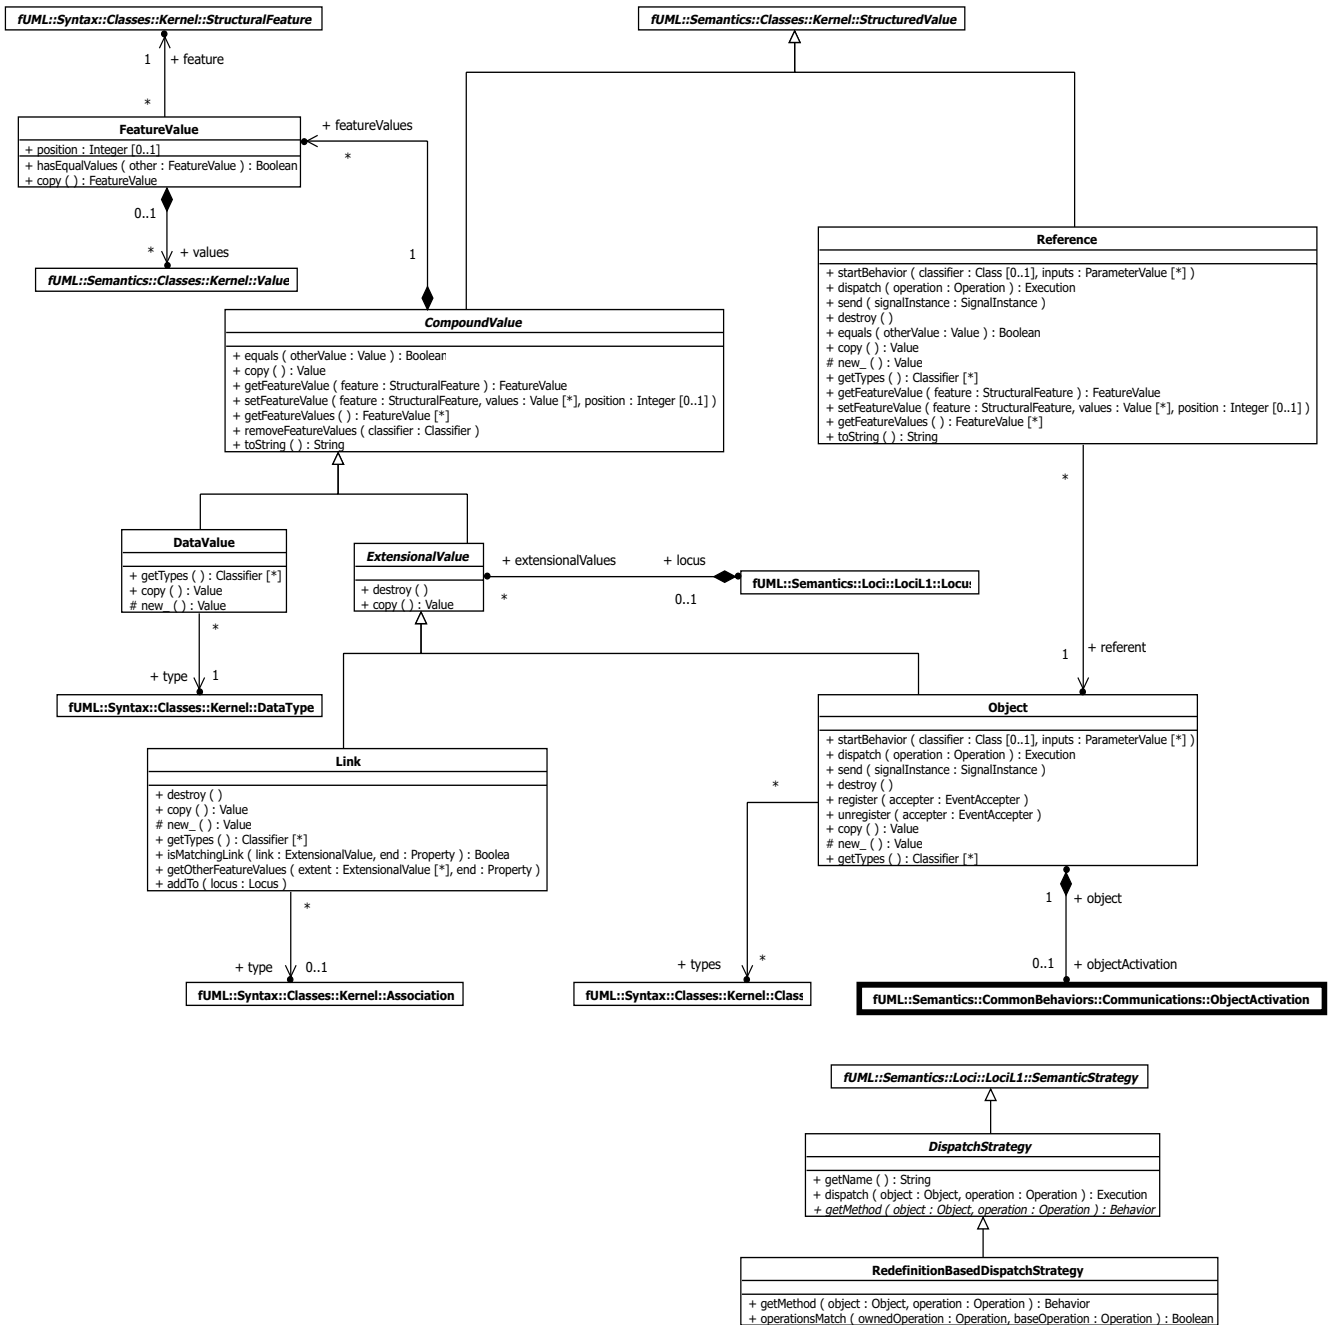 fUML::Syntax::Classes::Kernel::StructuralFeature
fUML::Semantics::Classes::Kernel::StructuredValue
1 + feature
*
FeatureValue
+ position : Integer [0..1]
+ hasEqualValues ( other : FeatureValue ) : Boolean
+ copy ( ) : FeatureValue
+ featureValues
*
0..1
* + values
1
fUML::Semantics::Classes::Kernel::Value
Reference
+ startBehavior ( classifier : Class [0..1], inputs : ParameterValue [*] )
+ dispatch ( operation : Operation ) : Execution
+ send ( signalInstance : SignalInstance )
+ destroy ( )
+ equals ( otherValue : Value ) : Boolean
+ copy ( ) : Value
# new_ ( ) : Value
+ getTypes ( ) : Classifier [*]
+ getFeatureValue ( feature : StructuralFeature ) : FeatureValue
+ setFeatureValue ( feature : StructuralFeature, values : Value [*], position : Integer [0..1] )
+ getFeatureValues ( ) : FeatureValue [*]
+ toString ( ) : String
CompoundValue
+ equals ( otherValue : Value ) : Boolean
+ copy ( ) : Value
+ getFeatureValue ( feature : StructuralFeature ) : FeatureValue
+ setFeatureValue ( feature : StructuralFeature, values : Value [*], position : Integer [0..1] )
+ getFeatureValues ( ) : FeatureValue [*]
+ removeFeatureValues ( classifier : Classifier )
+ toString ( ) : String
*
DataValue
+ getTypes ( ) : Classifier [*]
+ copy ( ) : Value
# new_ ( ) : Value
ExtensionalValue
+ destroy ( )
+ copy ( ) : Value
+ extensionalValues + locus
* 0..1
fUML::Semantics::Loci::LociL1::Locus
*
+ type 1
fUML::Syntax::Classes::Kernel::DataType
1 + referent
Object
+ startBehavior ( classifier : Class [0..1], inputs : ParameterValue [*] )
+ dispatch ( operation : Operation ) : Execution
+ send ( signalInstance : SignalInstance )
+ destroy ( )
+ register ( accepter : EventAccepter )
+ unregister ( accepter : EventAccepter )
+ copy ( ) : Value
# new_ ( ) : Value
+ getTypes ( ) : Classifier [*]
Link
+ destroy ( )
+ copy ( ) : Value
# new_ ( ) : Value
+ getTypes ( ) : Classifier [*]
+ isMatchingLink ( link : ExtensionalValue, end : Property ) : Boolea
+ getOtherFeatureValues ( extent : ExtensionalValue [*], end : Property )
+ addTo ( locus : Locus )
*
*
1 + object
+ type 0..1
+ types *
0..1 + objectActivation
fUML::Syntax::Classes::Kernel::Association
fUML::Syntax::Classes::Kernel::Class
fUML::Semantics::CommonBehaviors::Communications::ObjectActivation
fUML::Semantics::Loci::LociL1::SemanticStrategy
DispatchStrategy
+ getName ( ) : String
+ dispatch ( object : Object, operation : Operation ) : Execution
+ getMethod ( object : Object, operation : Operation ) : Behavior
RedefinitionBasedDispatchStrategy
+ getMethod ( object : Object, operation : Operation ) : Behavior
+ operationsMatch ( ownedOperation : Operation, baseOperation : Operation ) : Boolean